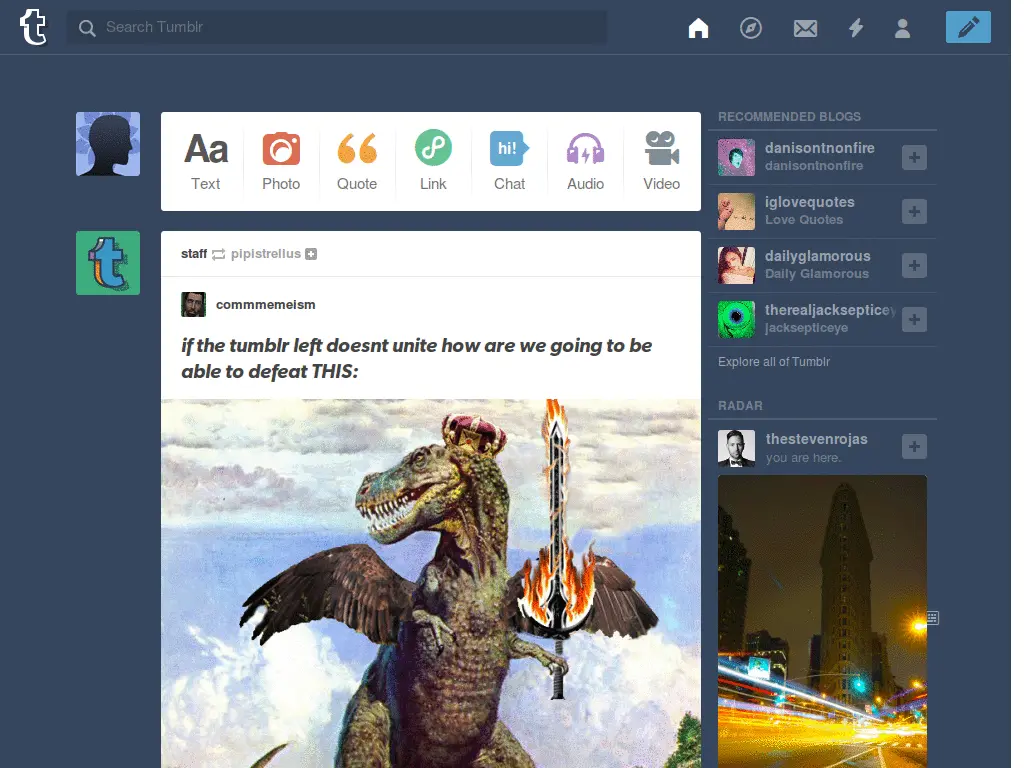 Search Tumblr
Aa
Text
Photo
Quote
Link
hi!
Chat
Audio
Video
staff pipistrellus
commmemeism
if the tumblr left doesnt unite how are we going to be
able to defeat THIS:
RECOMMENDED BLOGS
danisontnonfire
danisontnonfire
iglovequotes
Love Quotes
dailyglamorous
Daily Glamorous
therealjacksepticey
jacksepticeye
Explore all of Tumblr
RADAR
thestevenrojas
you are here.